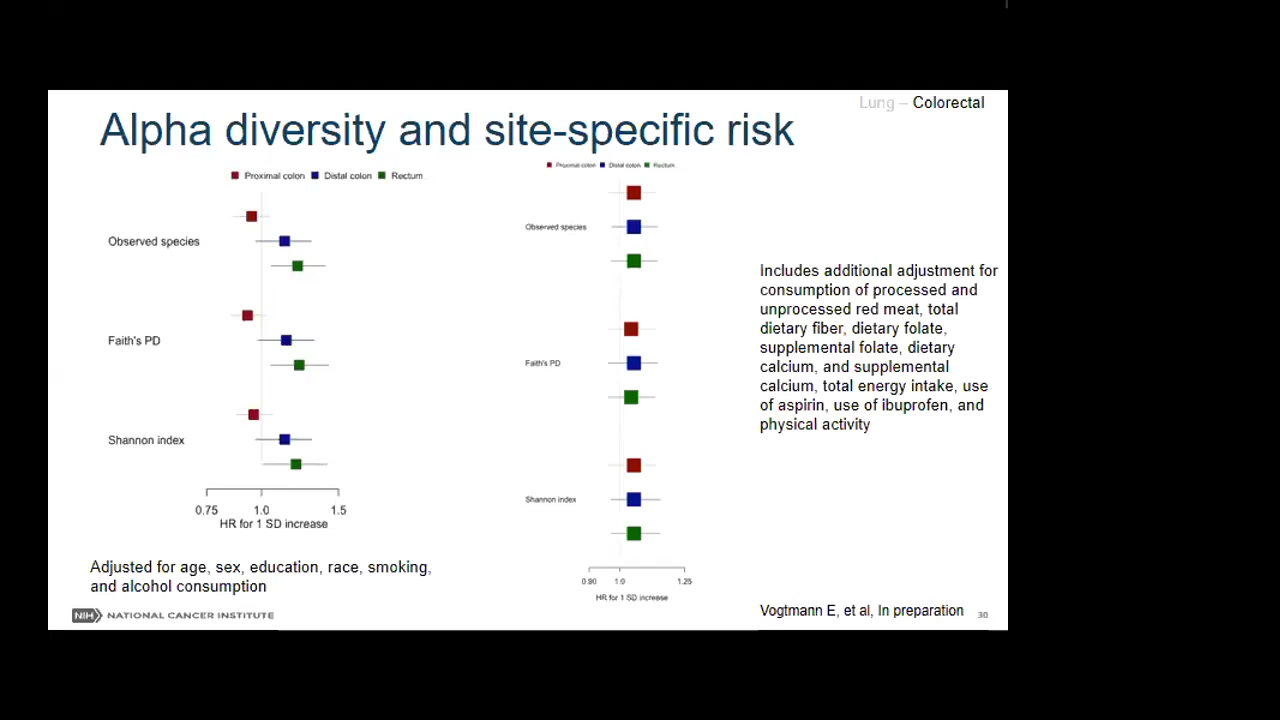 Lung – Colorectal
Alpha diversity and site-specific risk
Proximal colon Distal colon Rectum
Observed species
Faith's PD
Shannon index
0.75 1.0 1.5
HR for 1 SD increase
Adjusted for age, sex, education, race, smoking,
and alcohol consumption
Proximal colon Distal colon Rectum
Observed species
Faith's PD
Shannon index
0.90 1.0 1.25
HR for 1 SD increase
Includes additional adjustment for
consumption of processed and
unprocessed red meat, total
dietary fiber, dietary folate,
supplemental folate, dietary
calcium, and supplemental
calcium, total energy intake, use
of aspirin, use of ibuprofen, and
physical activity
NIH NATIONAL CANCER INSTITUTE
Vogtmann E, et al, In preparation
30